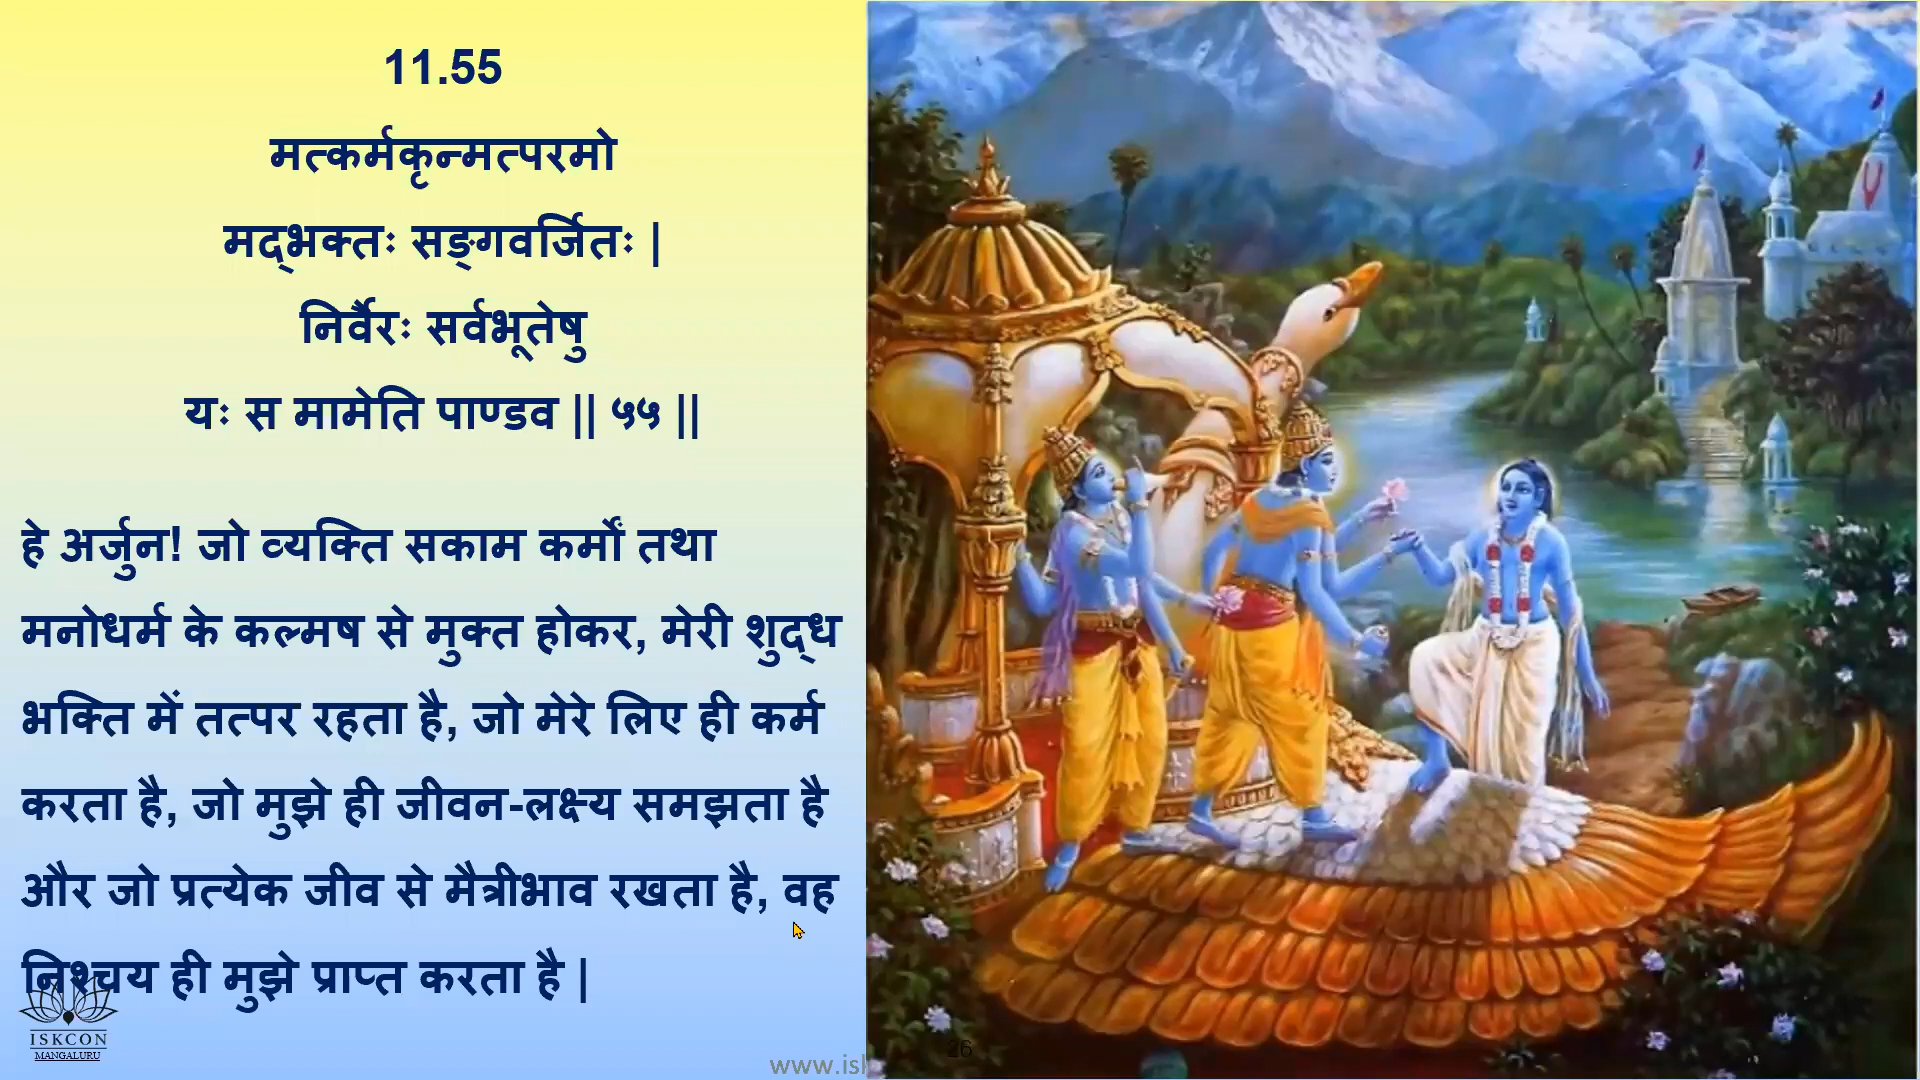 11.55
मत्कर्मकृन्मत्परमो
मद्भक्तः सङ्गवर्जितः |
निर्वैरः सर्वभूतेषु
यः स मामेति पाण्डव || ५५ ||
हे अर्जुन! जो व्यक्ति सकाम कर्मों तथा
मनोधर्म के कल्मष से मुक्त होकर, मेरी शुद्ध
भक्ति में तत्पर रहता है, जो मेरे लिए ही कर्म
करता है, जो मुझे ही जीवन-लक्ष्य समझता है
और जो प्रत्येक जीव से मैत्रीभाव रखता है, वह
निश्चय ही मुझे प्राप्त करता है |
ISKCON
MANGALURU
26